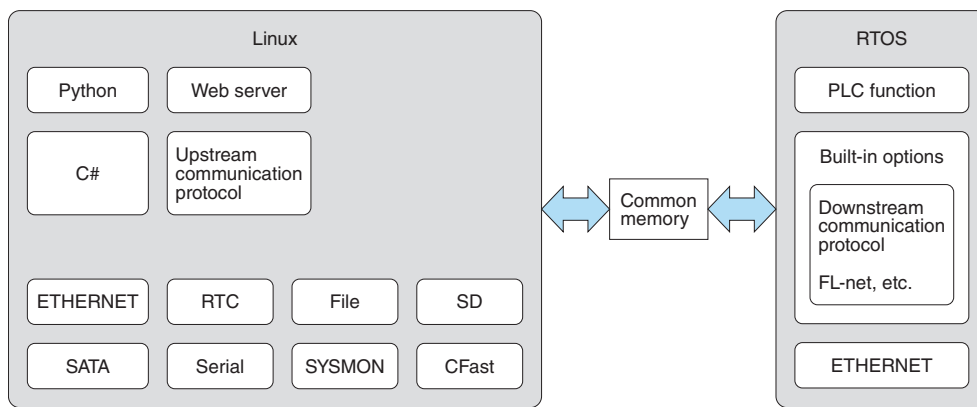 Linux
Python
Web server
C#
Upstream
communication
protocol
ETHERNET
RTC
File
SD
SATA
Serial
SYSMON
CFast
Common
memory
RTOS
PLC function
Built-in options
Downstream
communication
protocol
FL-net, etc.
ETHERNET